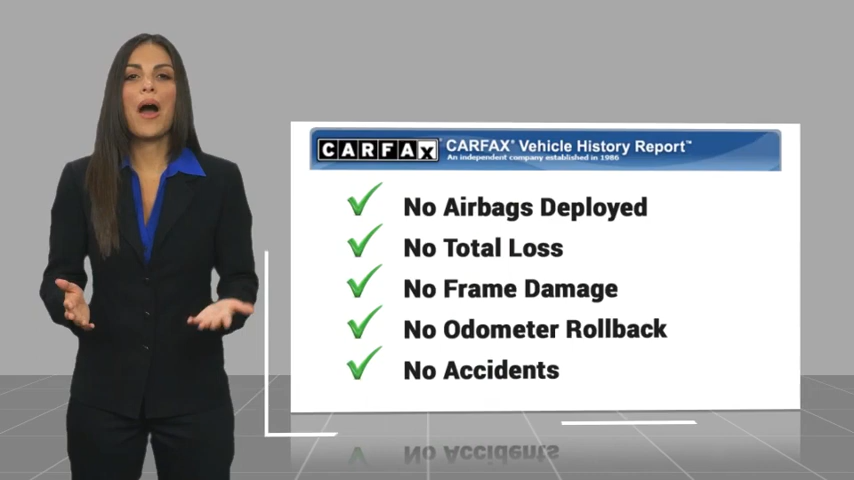 CARFAX CARFAX® Vehicle History Report™
An independent company established in 1986
No Airbags Deployed
No Total Loss
No Frame Damage
No Odometer Rollback
No Accidents
No Accidents